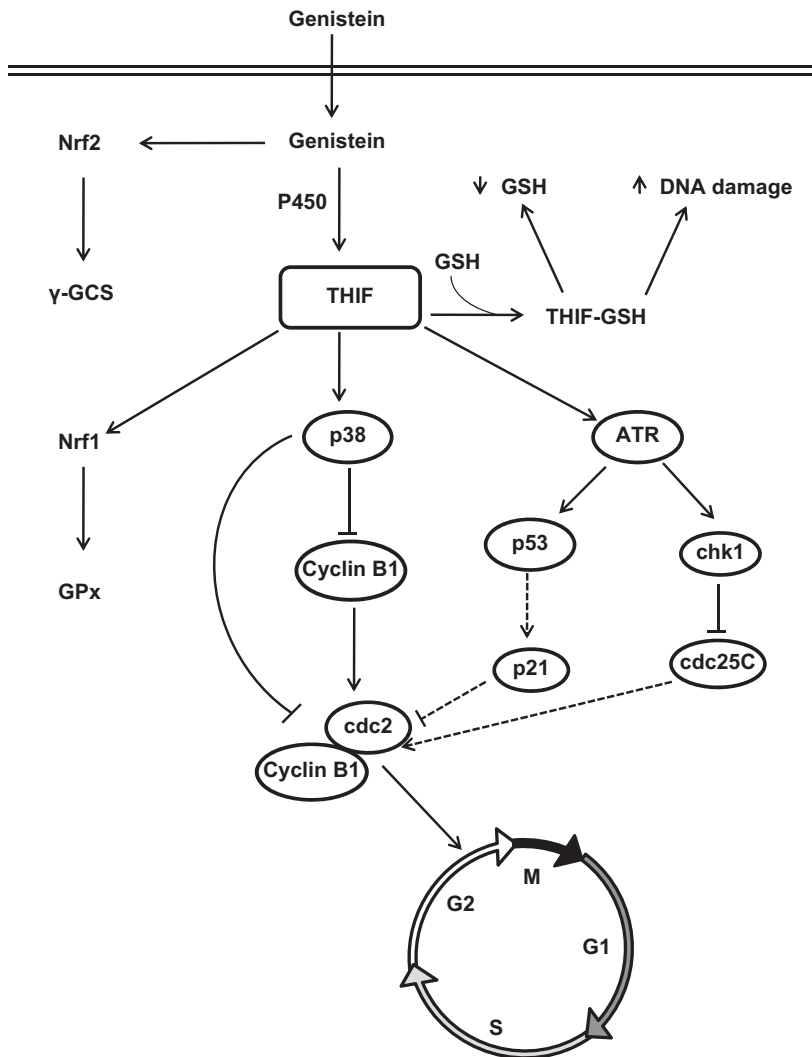 Genistein
Nrf2
Genistein
P450
GSH
DNA damage
GSH
γ-GCS
THIF
THIF-GSH
Nrf1
p38
ATR
p53
chk1
Cyclin B1
GPx
p21
cdc25C
cdc2
Cyclin B1
M
G2
G1
S